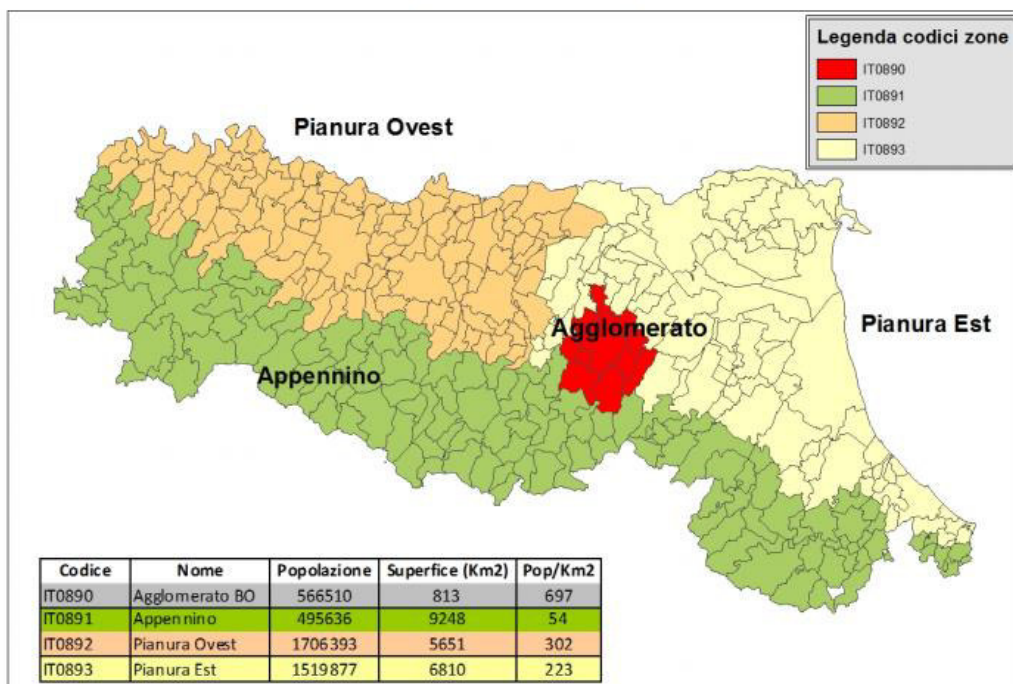 Legenda codici zone
IT0890
IT0891
IT0892
IT0893
Pianura Ovest
Agglomerato
Pianura Est
Appennino
Codice Nome Popolazione Superfice (Km2) Pop/Km2
IT0890 Agglomerato BO 566510 813 697
IT0891 Appennino 495636 9248 54
IT0892 Pianura Ovest 1706393 5651 302
IT0893 Pianura Est 1519877 6810 223